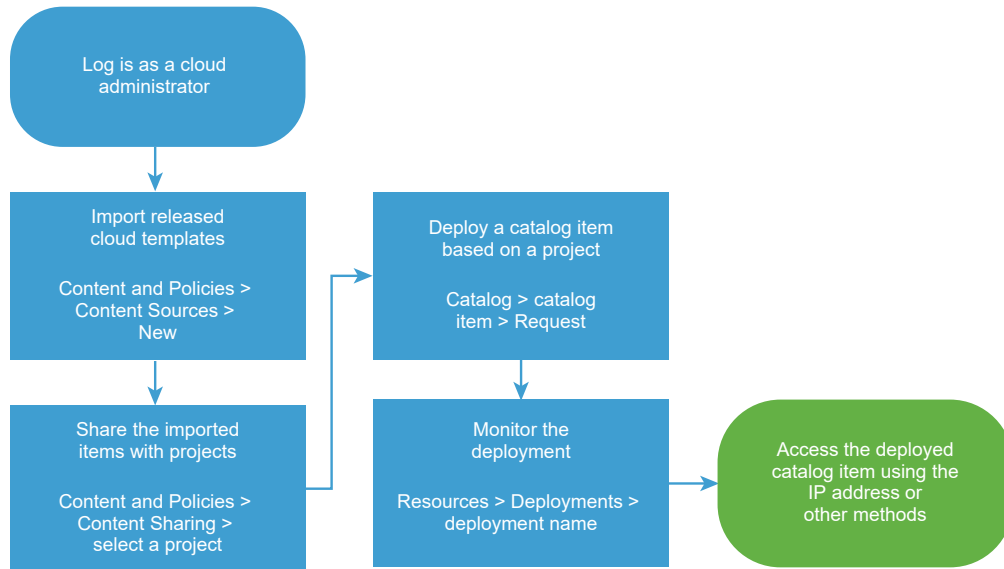 Log is as a cloud
administrator
Import released
cloud templates
Content and Policies >
Content Sources >
New
Share the imported
items with projects
Content and Policies >
Content Sharing >
select a project
Deploy a catalog item
based on a project
Catalog > catalog
item > Request
Monitor the
deployment
Resources > Deployments >
deployment name
Access the deployed
catalog item using the
IP address or
other methods